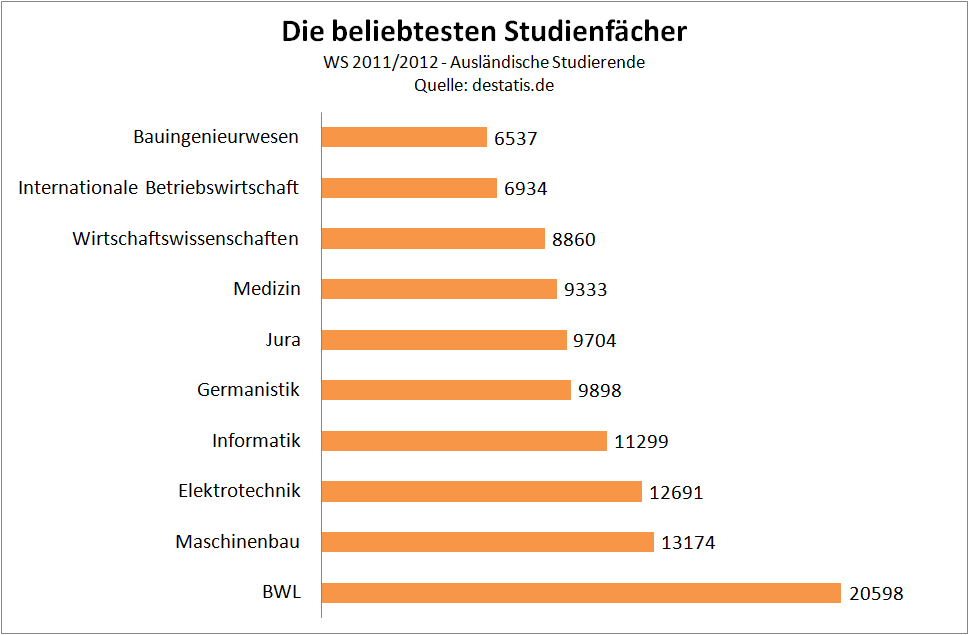 Die beliebtesten Studienfächer
WS 2011/2012 - Ausländische Studierende
Quelle: destatis.de
Bauingenieurwesen 6537
Internationale Betriebswirtschaft 6934
Wirtschaftswissenschaften 8860
Medizin 9333
Jura 9704
Germanistik 9898
Informatik 11299
Elektrotechnik 12691
Maschinenbau 13174
BWL 20598